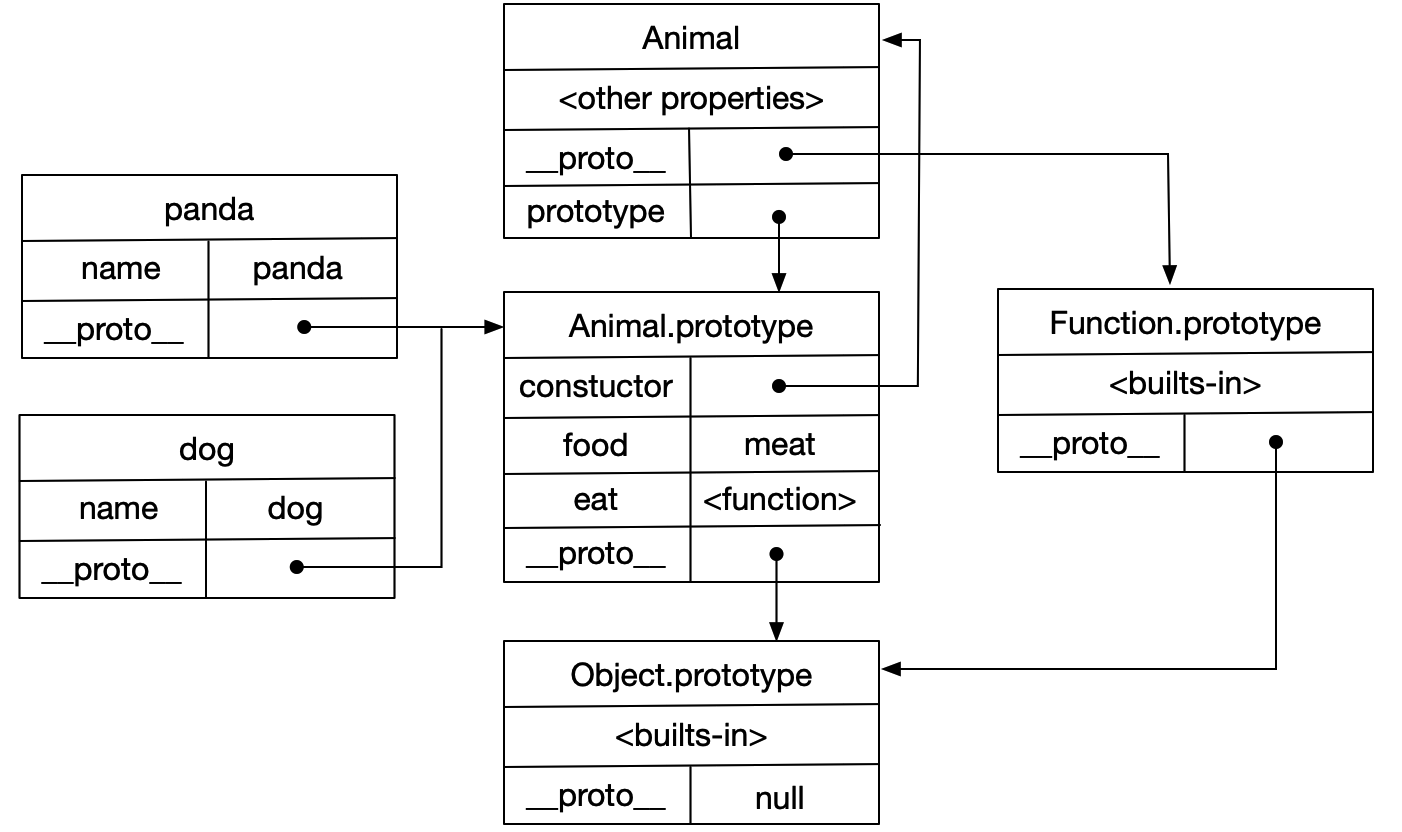 Animal
<other properties>
__proto__
prototype
panda
name panda
__proto__
dog
name dog
__proto__
Animal.prototype
constuctor
food meat
eat <function>
__proto__
Function.prototype
<builts-in>
__proto__
Object.prototype
<builts-in>
__proto__ null